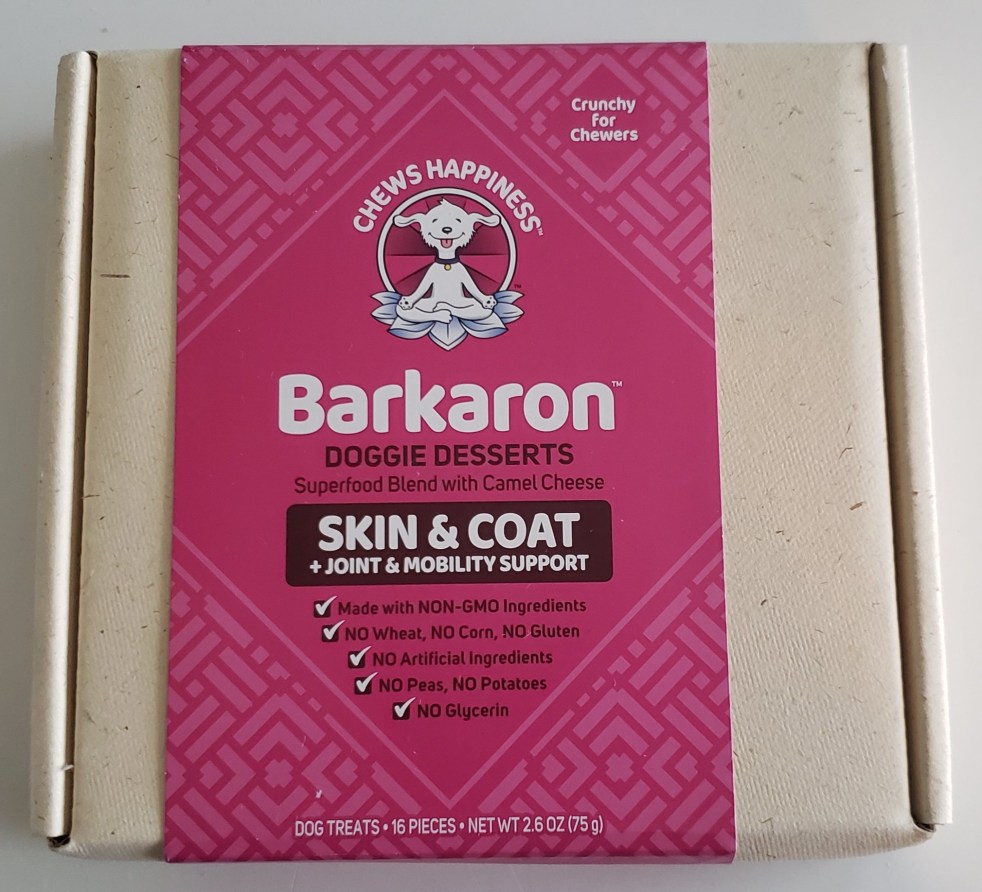 Crunchy
for
Chewers
CHEWS HAPPINESS™
™
Barkaron™
DOGGIE DESSERTS
Superfood Blend with Camel Cheese
SKIN & COAT
+ JOINT & MOBILITY SUPPORT
Made with NON-GMO Ingredients
NO Wheat, NO Corn, NO Gluten
NO Artificial Ingredients
NO Peas, NO Potatoes
NO Glycerin
DOG TREATS • 16 PIECES • NET WT 2.6 OZ (75 g)